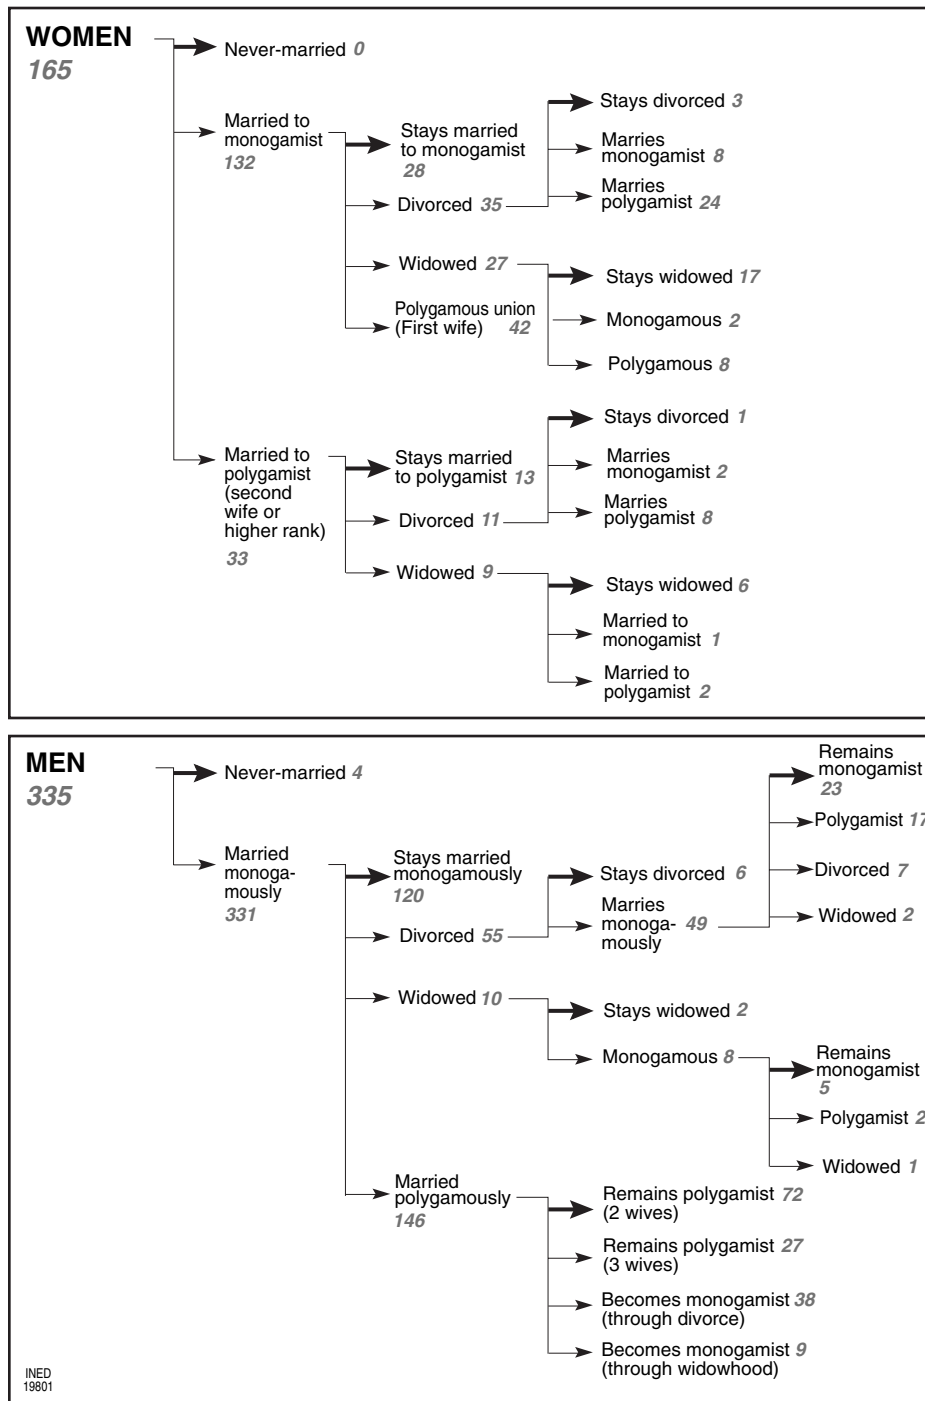 WOMEN
165
Never-married 0
Married to
monogamist
132
Stays married
to monogamist
28
Divorced 35
Stays divorced 3
Marries
monogamist 8
Marries
polygamist 24
Widowed 27
Stays widowed 17
Monogamous 2
Polygamous 8
Polygamous union
(First wife) 42
Married to
polygamist
(second
wife or
higher rank)
33
Stays married
to polygamist 13
Divorced 11
Stays divorced 1
Marries
monogamist 2
Marries
polygamist 8
Widowed 9
Stays widowed 6
Married to
monogamist 1
Married to
polygamist 2
MEN
335
Never-married 4
Married
monoga-
mously
331
Stays married
monogamously
120
Divorced 55
Stays divorced 6
Marries
monoga- 49
mously
Remains
monogamist
23
Polygamist 17
Divorced 7
Widowed 2
Widowed 10
Stays widowed 2
Monogamous 8
Remains
monogamist
5
Polygamist 2
Widowed 1
Married
polygamously
146
Remains polygamist 72
(2 wives)
Remains polygamist 27
(3 wives)
Becomes monogamist 38
(through divorce)
Becomes monogamist 9
(through widowhood)
INED
19801